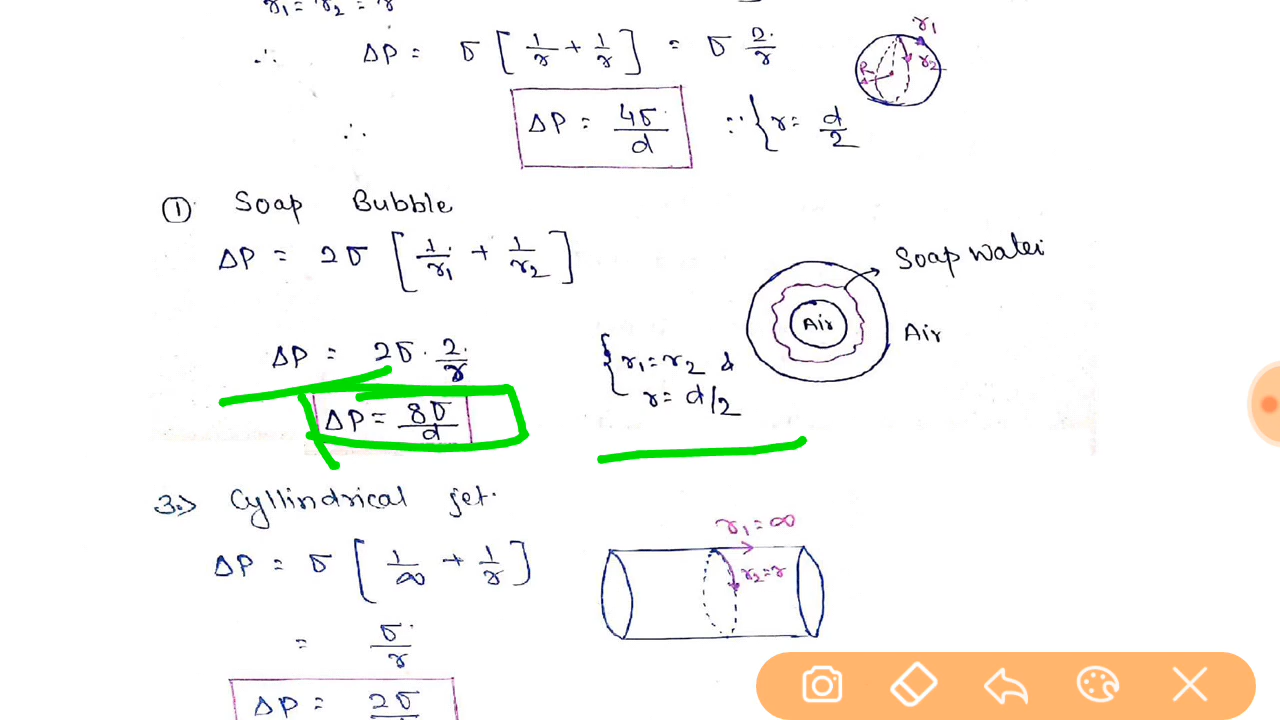 r₁ = r₂ = r
∴ ΔP = σ [ 1/r + 1/r ] = σ 2/r
r₁
r₂
R
∴ ΔP = 4σ/d ∵ { r = d/2
① Soap Bubble
ΔP = 2σ [ 1/r₁ + 1/r₂ ]
Soap water
Air
Air
ΔP = 2σ · 2/r
{ r₁ = r₂ &
r = d/2
ΔP = 8σ/d
3.> Cyllindrical jet.
r₁ = ∞
ΔP = σ [ 1/∞ + 1/r ]
r₂ = r
= σ/r
ΔP = 2σ